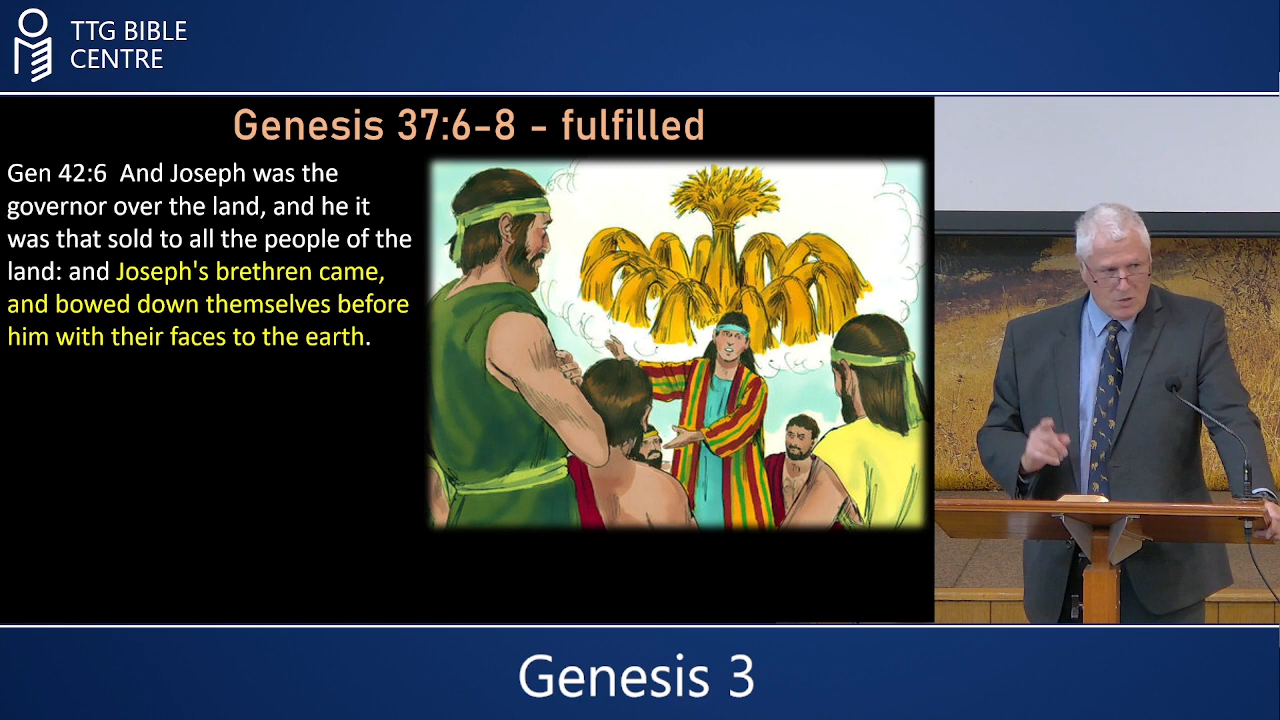 TTG BIBLE
CENTRE
Genesis 37:6-8 - fulfilled
Gen 42:6  And Joseph was the
governor over the land, and he it
was that sold to all the people of the
land: and Joseph's brethren came,
and bowed down themselves before
him with their faces to the earth.
Genesis 3